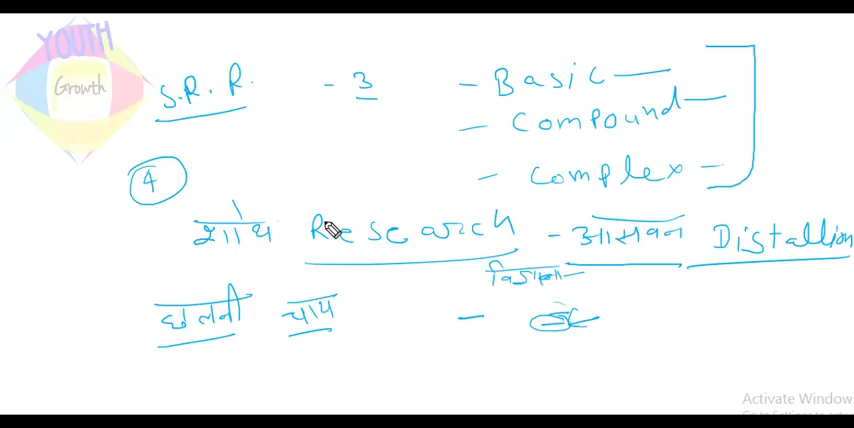 YOUTH
Growth
S.R.R. - 3 - Basic
- Compound
4 - Complex
शोध Research - आसवन Distallion
छलनी चाय -
Activate Windows